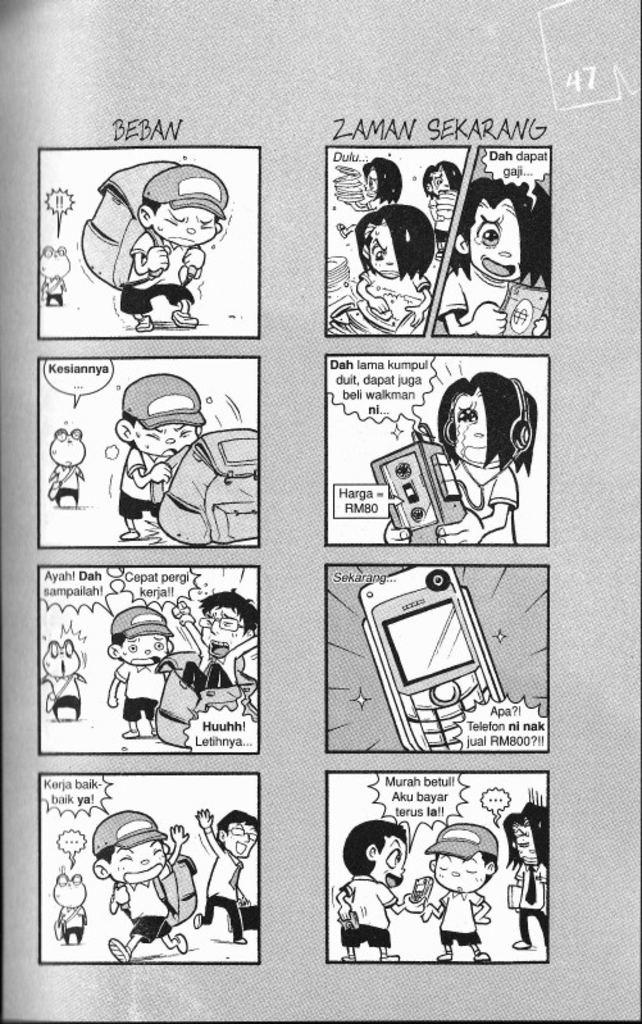 47
BEBAN
!!
Kesiannya
...
Ayah! Dah
sampailah!
Cepat pergi
kerja!!
Huuhh!
Letihnya...
Kerja baik-
baik ya!
...
ZAMAN SEKARANG
Dulu...
Dah dapat
gaji...
Dah lama kumpul
duit, dapat juga
beli walkman
ni...
Harga =
RM80
Sekarang...
Apa?!
Telefon ni nak
jual RM800?!!
Murah betul!
Aku bayar
terus la!!
...